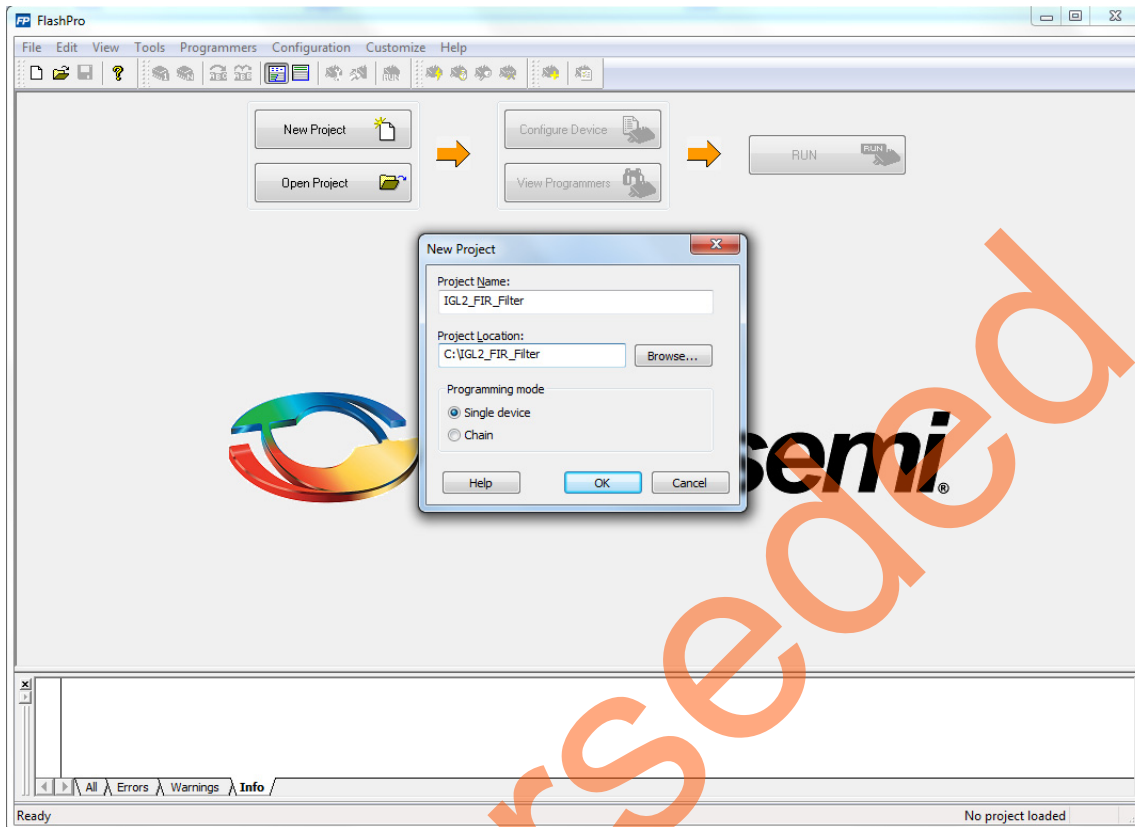 FP FlashPro
File Edit View Tools Programmers Configuration Customize Help
New Project
Configure Device
RUN
RUN
Open Project
View Programmers
New Project
Project Name:
IGL2_FIR_Filter
Project Location:
C:\IGL2_FIR_Filter
Browse...
Programming mode
Single device
Chain
Help
OK
Cancel
semi®
rseded
All Errors Warnings Info
Ready
No project loaded